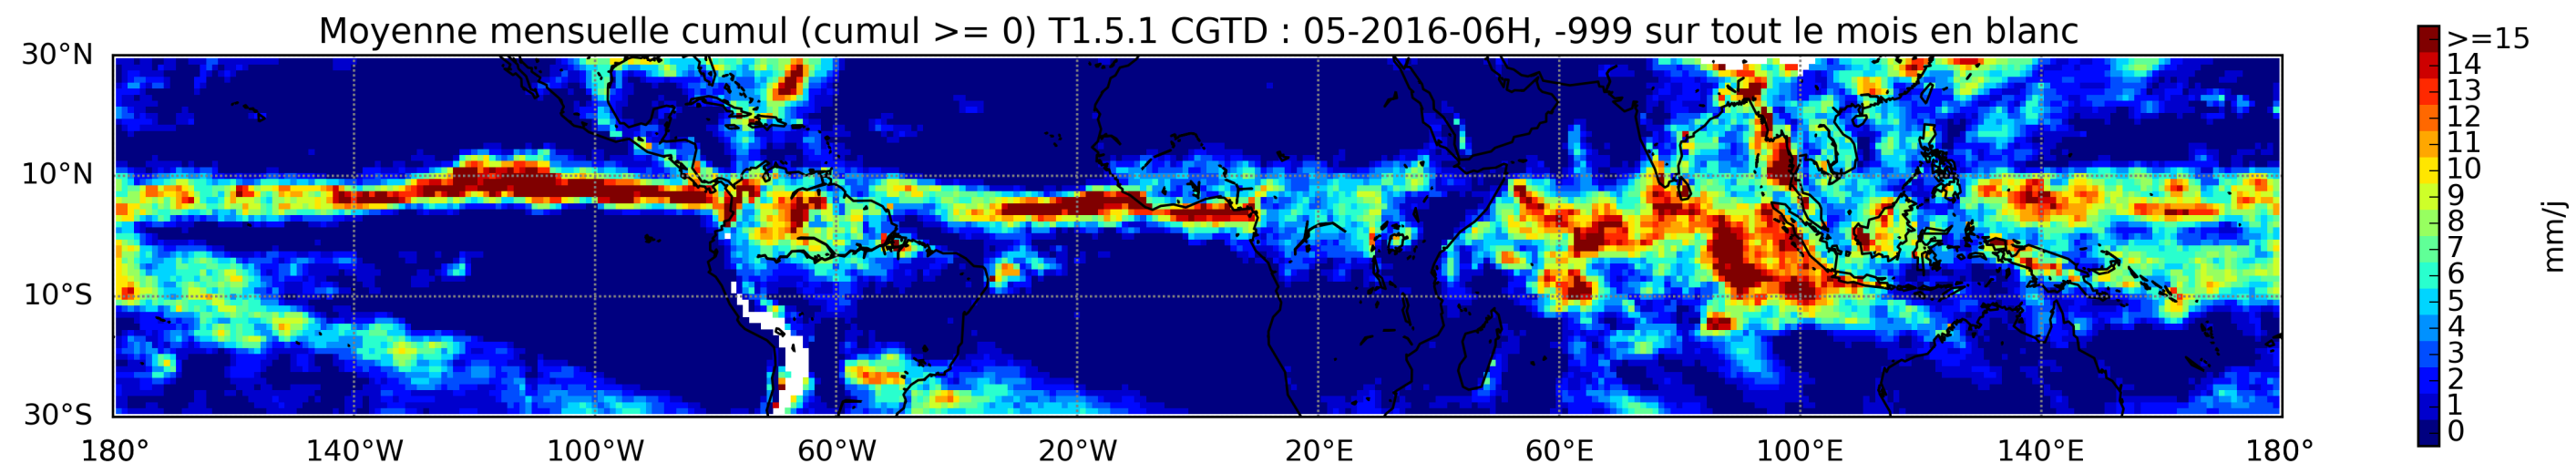 Moyenne mensuelle cumul (cumul >= 0) T1.5.1 CGTD : 05-2016-06H, -999 sur tout le mois en blanc
30°N
10°N
10°S
30°S
180°
140°W
100°W
60°W
20°W
20°E
60°E
100°E
140°E
180°
>=15
14
13
12
11
10
9
8
7
6
5
4
3
2
1
0
mm/j